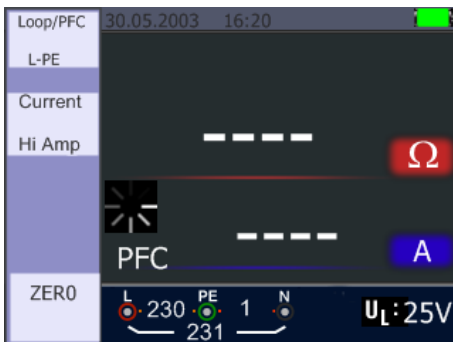 Loop/PFC
30.05.2003 16:20
L-PE
Current
Hi Amp
- - - -
Ω
- - - -
PFC
A
ZER0
L PE N
230 1
231
UL:25V